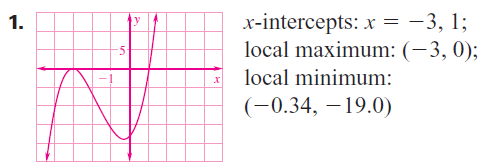 1.
y
5
−1
x
x-intercepts: x = −3, 1;
local maximum: (−3, 0);
local minimum:
(−0.34, −19.0)